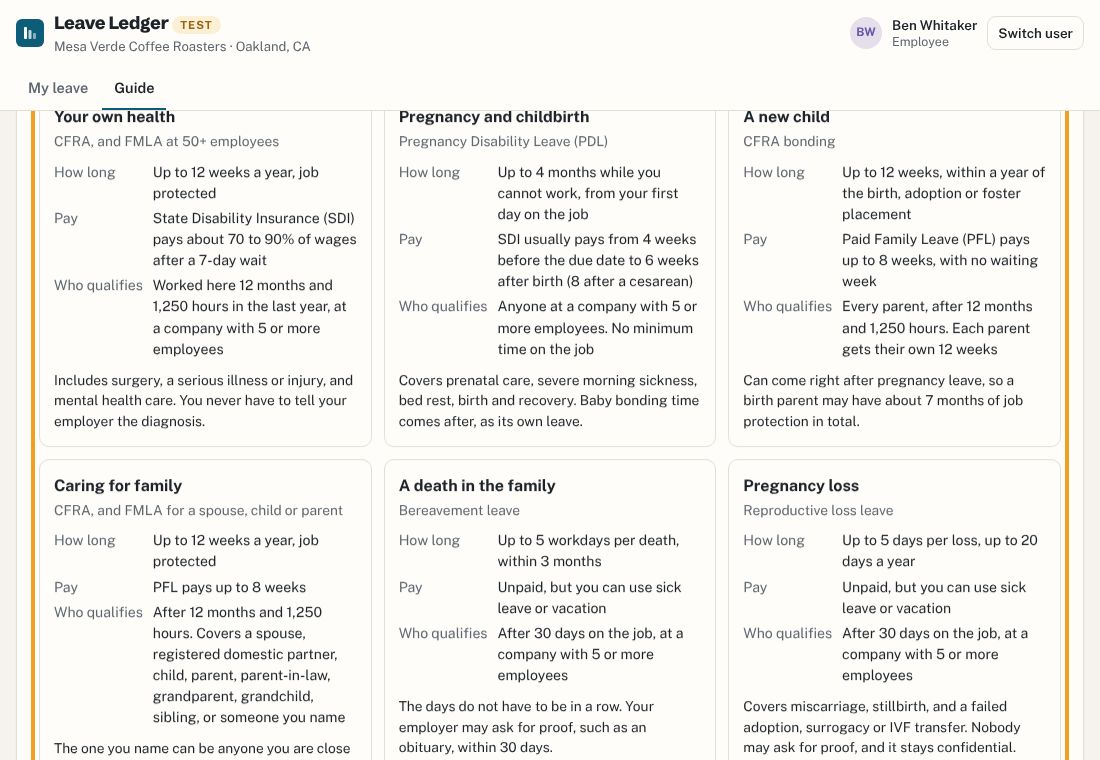 Leave Ledger TEST
Mesa Verde Coffee Roasters · Oakland, CA
BW
Ben Whitaker
Employee
Switch user
My leave
Guide
Your own health
CFRA, and FMLA at 50+ employees
How long
Up to 12 weeks a year, job
protected
Pay
State Disability Insurance (SDI)
pays about 70 to 90% of wages
after a 7-day wait
Who qualifies
Worked here 12 months and
1,250 hours in the last year, at
a company with 5 or more
employees
Includes surgery, a serious illness or injury, and
mental health care. You never have to tell your
employer the diagnosis.
Pregnancy and childbirth
Pregnancy Disability Leave (PDL)
How long
Up to 4 months while you
cannot work, from your first
day on the job
Pay
SDI usually pays from 4 weeks
before the due date to 6 weeks
after birth (8 after a cesarean)
Who qualifies
Anyone at a company with 5 or
more employees. No minimum
time on the job
Covers prenatal care, severe morning sickness,
bed rest, birth and recovery. Baby bonding time
comes after, as its own leave.
A new child
CFRA bonding
How long
Up to 12 weeks, within a year of
the birth, adoption or foster
placement
Pay
Paid Family Leave (PFL) pays
up to 8 weeks, with no waiting
week
Who qualifies
Every parent, after 12 months
and 1,250 hours. Each parent
gets their own 12 weeks
Can come right after pregnancy leave, so a
birth parent may have about 7 months of job
protection in total.
Caring for family
CFRA, and FMLA for a spouse, child or parent
How long
Up to 12 weeks a year, job
protected
Pay
PFL pays up to 8 weeks
Who qualifies
After 12 months and 1,250
hours. Covers a spouse,
registered domestic partner,
child, parent, parent-in-law,
grandparent, grandchild,
sibling, or someone you name
The one you name can be anyone you are close
A death in the family
Bereavement leave
How long
Up to 5 workdays per death,
within 3 months
Pay
Unpaid, but you can use sick
leave or vacation
Who qualifies
After 30 days on the job, at a
company with 5 or more
employees
The days do not have to be in a row. Your
employer may ask for proof, such as an
obituary, within 30 days.
Pregnancy loss
Reproductive loss leave
How long
Up to 5 days per loss, up to 20
days a year
Pay
Unpaid, but you can use sick
leave or vacation
Who qualifies
After 30 days on the job, at a
company with 5 or more
employees
Covers miscarriage, stillbirth, and a failed
adoption, surrogacy or IVF transfer. Nobody
may ask for proof, and it stays confidential.